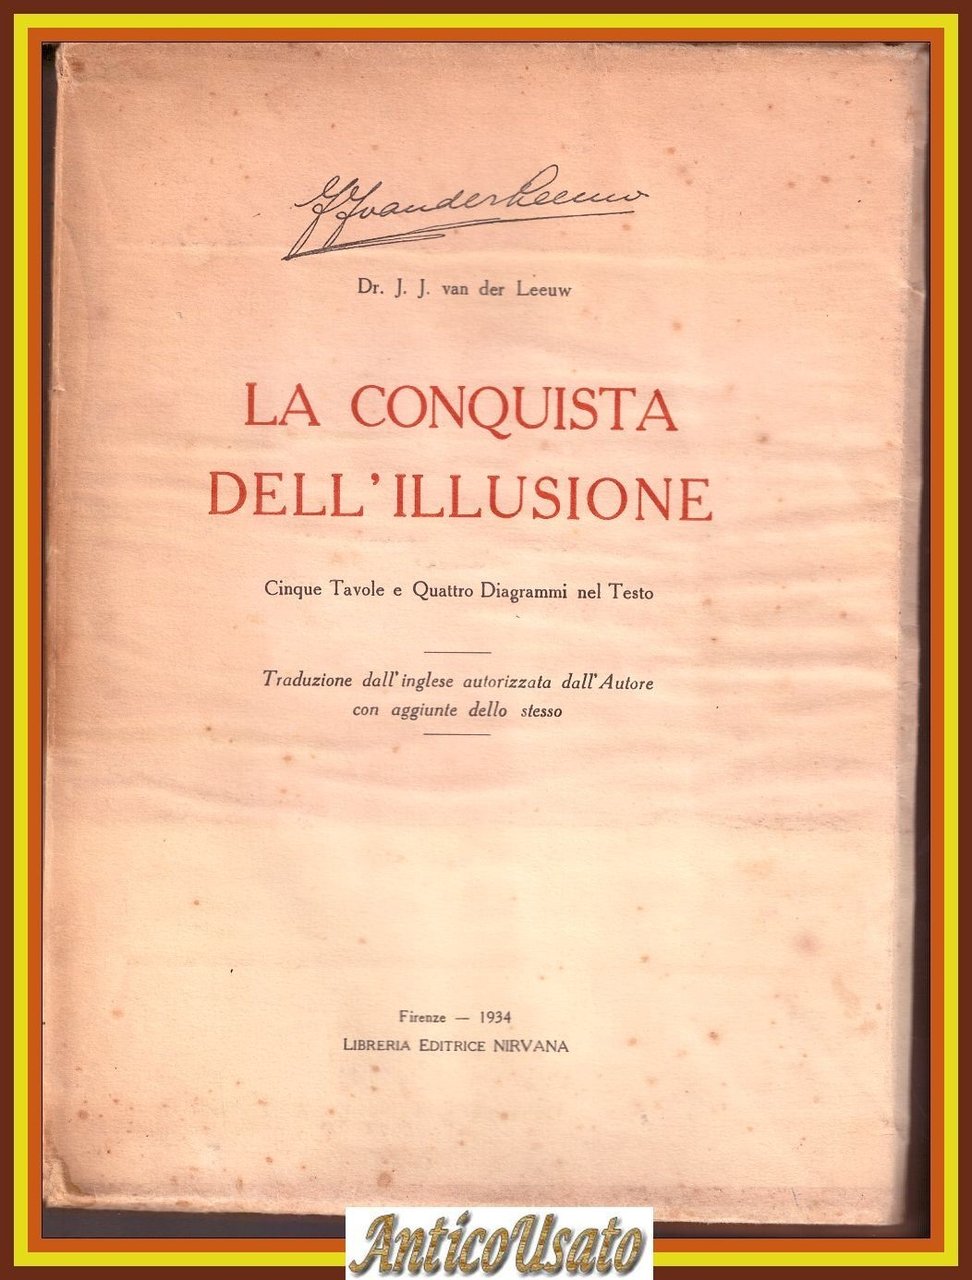 JJvanderLeeuw
Dr. J. J. van der Leeuw
LA CONQUISTA
DELL'ILLUSIONE
Cinque Tavole e Quattro Diagrammi nel Testo
Traduzione dall'inglese autorizzata dall'Autore
con aggiunte dello stesso
Firenze — 1934
LIBRERIA EDITRICE NIRVANA
AnticoUsato